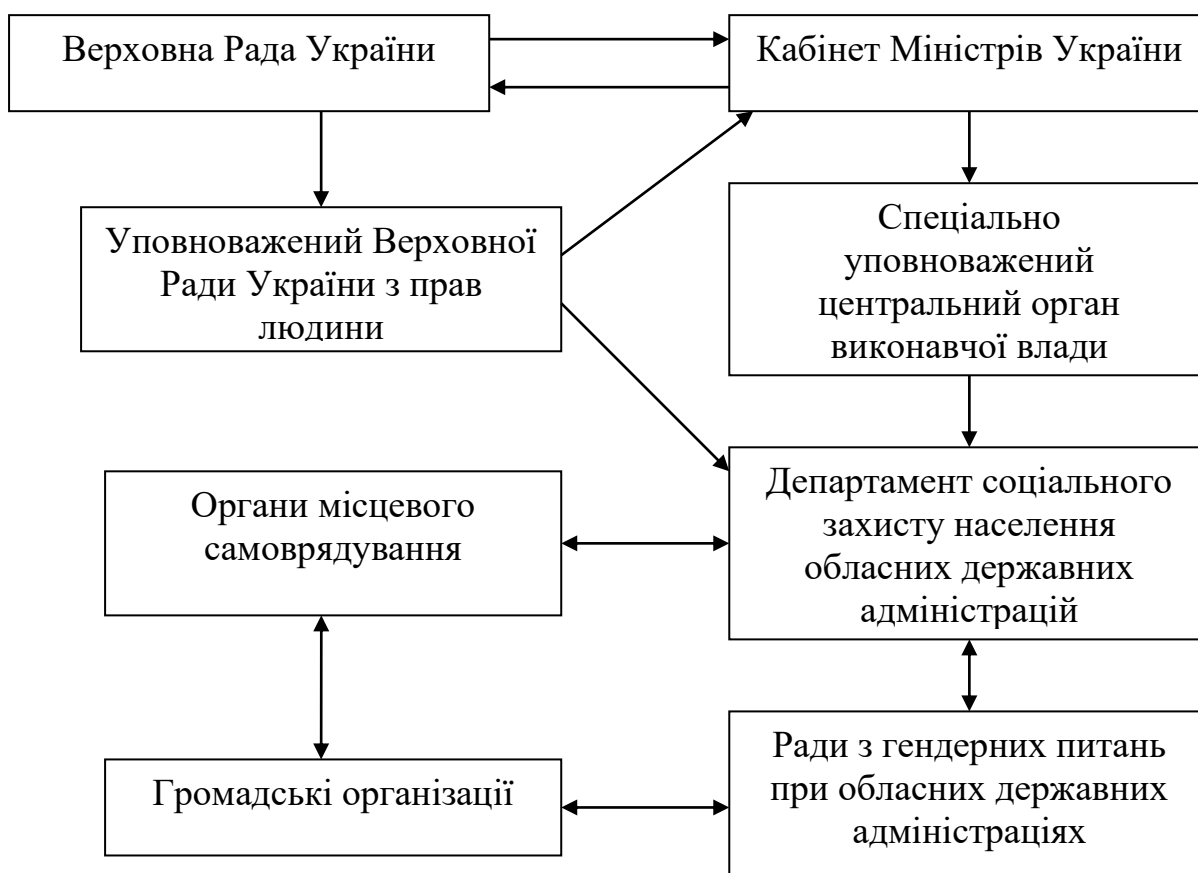 Верховна Рада України
Кабінет Міністрів України
Уповноважений Верховної
Ради України з прав
людини
Спеціально
уповноважений
центральний орган
виконавчої влади
Органи місцевого
самоврядування
Департамент соціального
захисту населення
обласних державних
адміністрацій
Громадські організації
Ради з гендерних питань
при обласних державних
адміністраціях